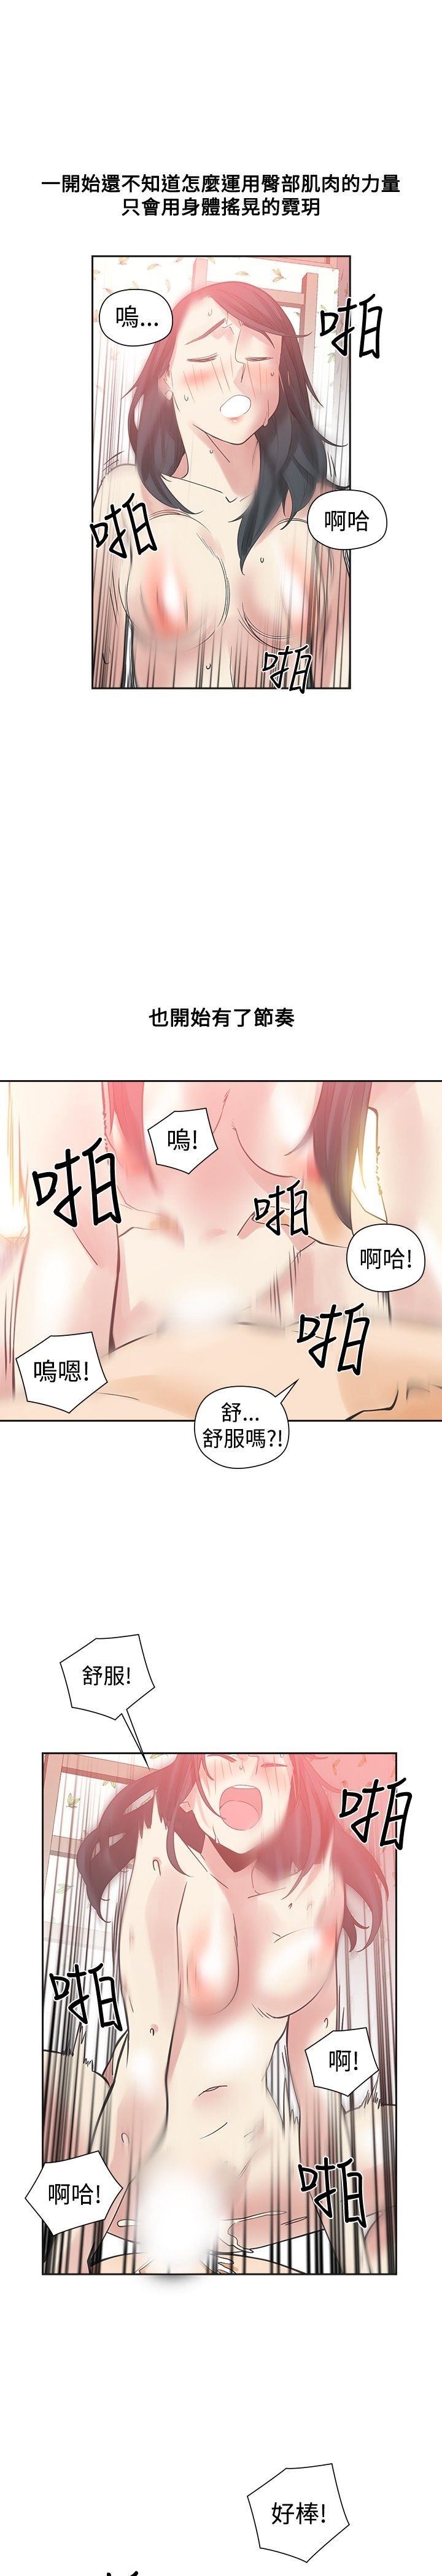 一開始還不知道怎麼運用臀部肌肉的力量
只會用身體搖晃的霓玥
嗚...
啪
啪
啊哈
啪
也開始有了節奏
嗚!
啪
啪
啊哈!
啪
嗚嗯!
舒...
舒服嗎?!
舒服!
啪
啪
啊!
啪
啊哈!
好棒!